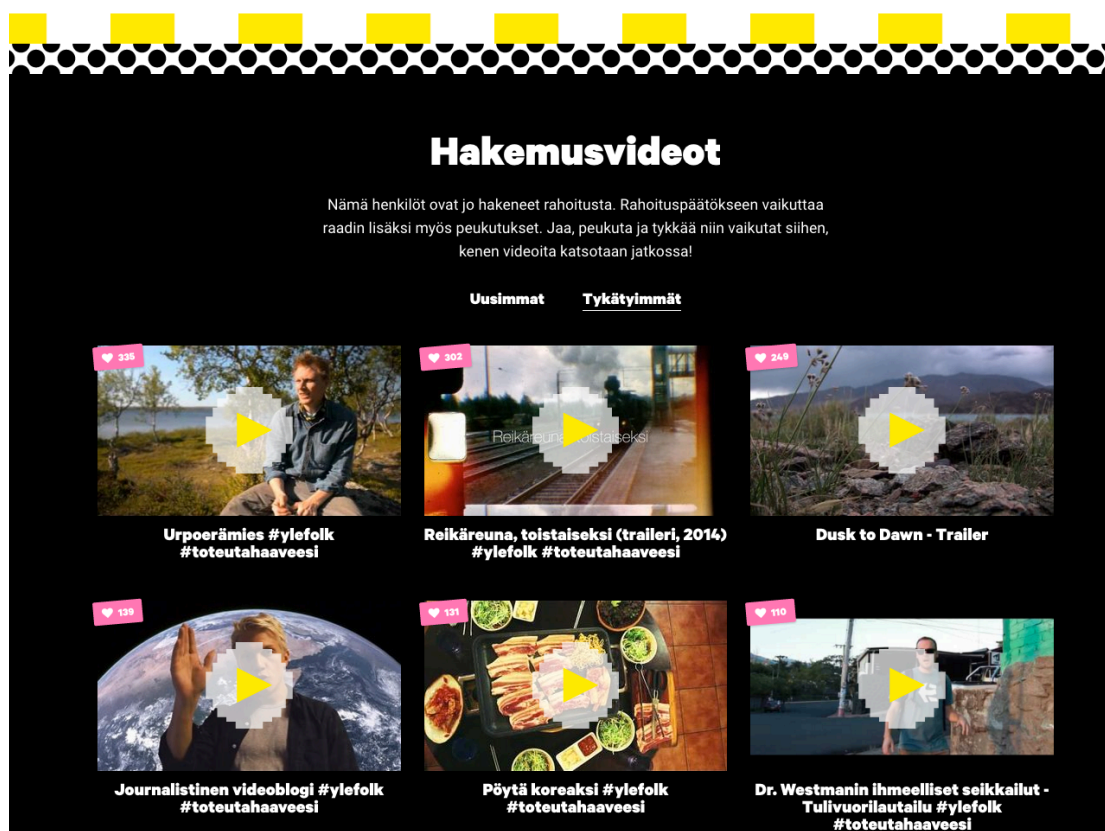 Hakemusvideot
Nämä henkilöt ovat jo hakeneet rahoitusta. Rahoituspäätökseen vaikuttaa
raadin lisäksi myös peukutukset. Jaa, peukuta ja tykkää niin vaikutat siihen,
kenen videoita katsotaan jatkossa!
Uusimmat Tykätyimmät
335
302
249
Reikäreuna, toistaiseksi
Urpoerämies #ylefolk
#toteutahaaveesi
Reikäreuna, toistaiseksi (traileri, 2014)
#ylefolk #toteutahaaveesi
Dusk to Dawn - Trailer
139
131
110
Journalistinen videoblogi #ylefolk
#toteutahaaveesi
Pöytä koreaksi #ylefolk
#toteutahaaveesi
Dr. Westmanin ihmeelliset seikkailut -
Tulivuorilautailu #ylefolk
#toteutahaaveesi